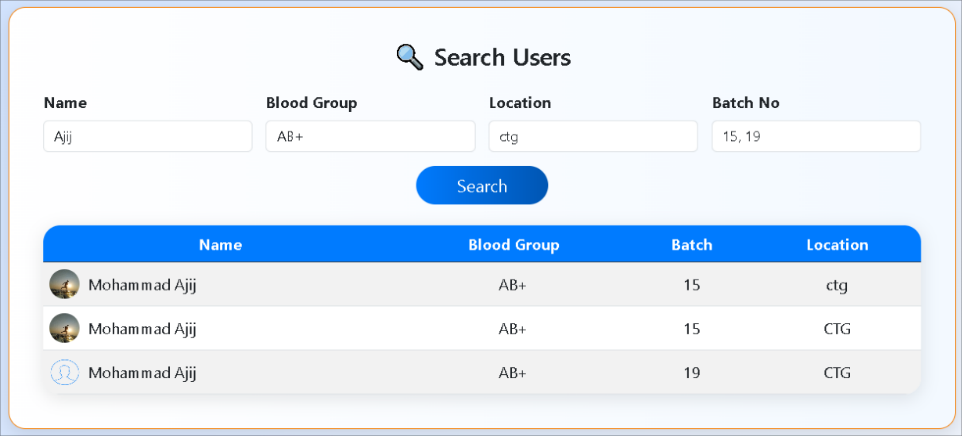 Search Users
Name Blood Group Location Batch No
Ajij AB+ ctg 15, 19
Search
Name Blood Group Batch Location
Mohammad Ajij AB+ 15 ctg
Mohammad Ajij AB+ 15 CTG
Mohammad Ajij AB+ 19 CTG